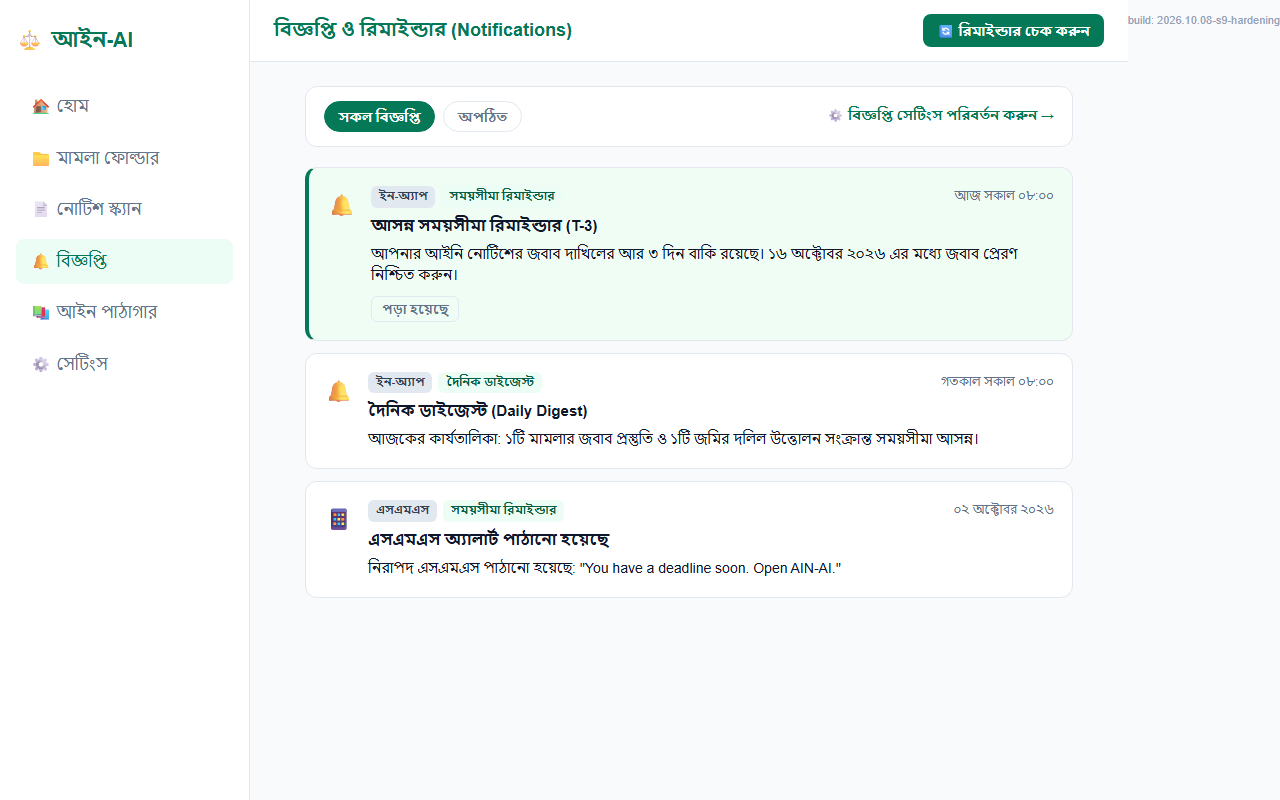 আইন-AI
হোম
মামলা ফোল্ডার
নোটিশ স্ক্যান
বিজ্ঞপ্তি
আইন পাঠাগার
সেটিংস
বিজ্ঞপ্তি ও রিমাইন্ডার (Notifications)
রিমাইন্ডার চেক করুন
build: 2026.10.08-s9-hardening
সকল বিজ্ঞপ্তি
অপঠিত
বিজ্ঞপ্তি সেটিংস পরিবর্তন করুন →
ইন-অ্যাপ সময়সীমা রিমাইন্ডার
আজ সকাল ০৮:০০
আসন্ন সময়সীমা রিমাইন্ডার (T-3)
আপনার আইনি নোটিশের জবাব দাখিলের আর ৩ দিন বাকি রয়েছে। ১৬ অক্টোবর ২০২৬ এর মধ্যে জবাব প্রেরণ
নিশ্চিত করুন।
পড়া হয়েছে
ইন-অ্যাপ দৈনিক ডাইজেস্ট
গতকাল সকাল ০৮:০০
দৈনিক ডাইজেস্ট (Daily Digest)
আজকের কার্যতালিকা: ১টি মামলার জবাব প্রস্তুতি ও ১টি জমির দলিল উত্তোলন সংক্রান্ত সময়সীমা আসন্ন।
এসএমএস সময়সীমা রিমাইন্ডার
০২ অক্টোবর ২০২৬
এসএমএস অ্যালার্ট পাঠানো হয়েছে
নিরাপদ এসএমএস পাঠানো হয়েছে: "You have a deadline soon. Open AIN-AI."